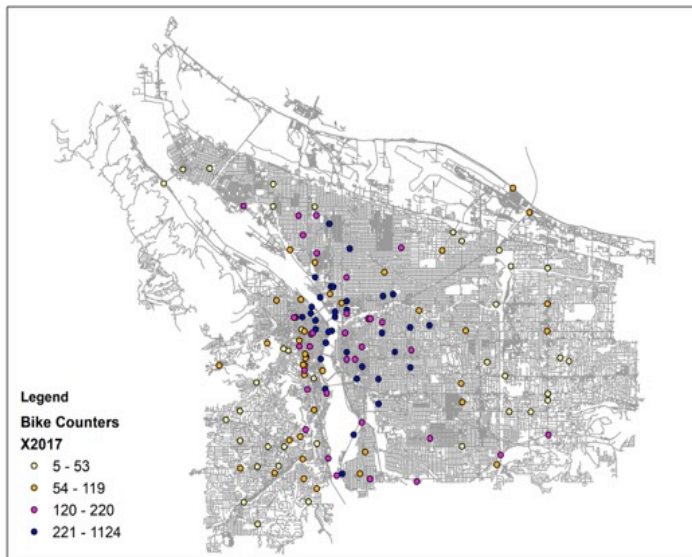 Legend
Bike Counters
X2017
5 - 53
54 - 119
120 - 220
221 - 1124